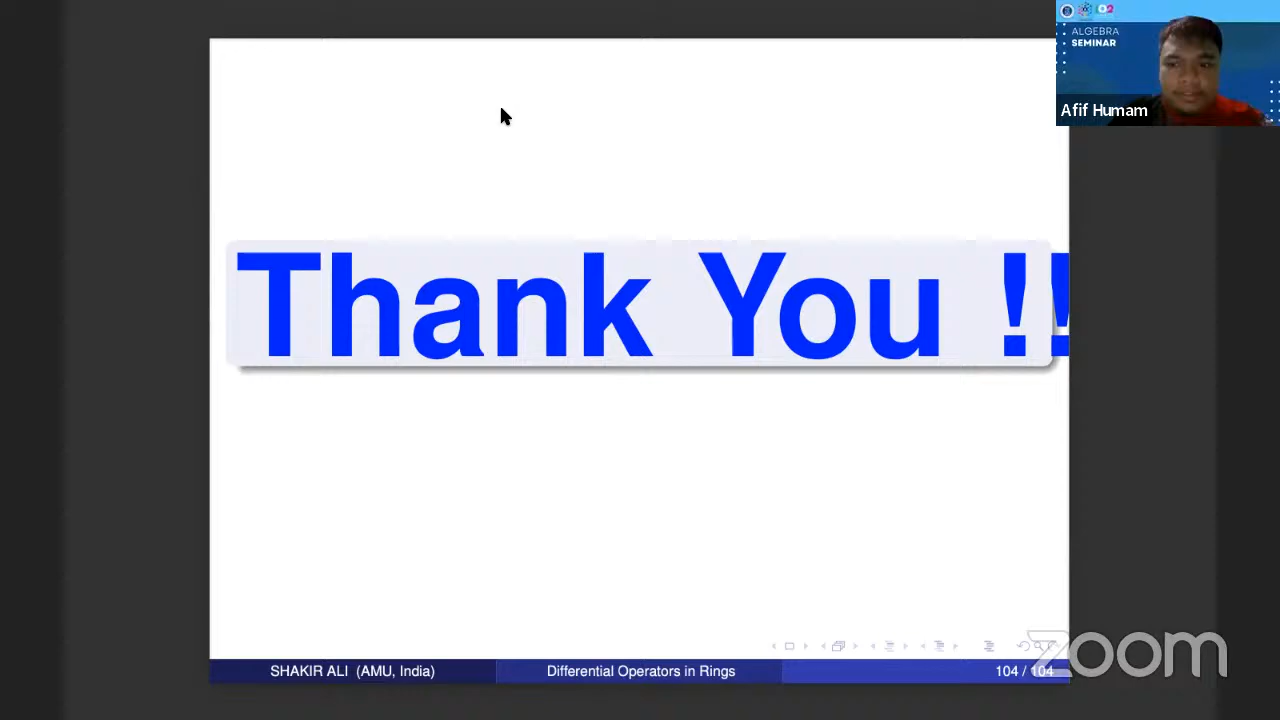 ALGEBRA
SEMINAR
Afif Humam
Thank You !!
SHAKIR ALI (AMU, India)
Differential Operators in Rings
104 / 104
zoom